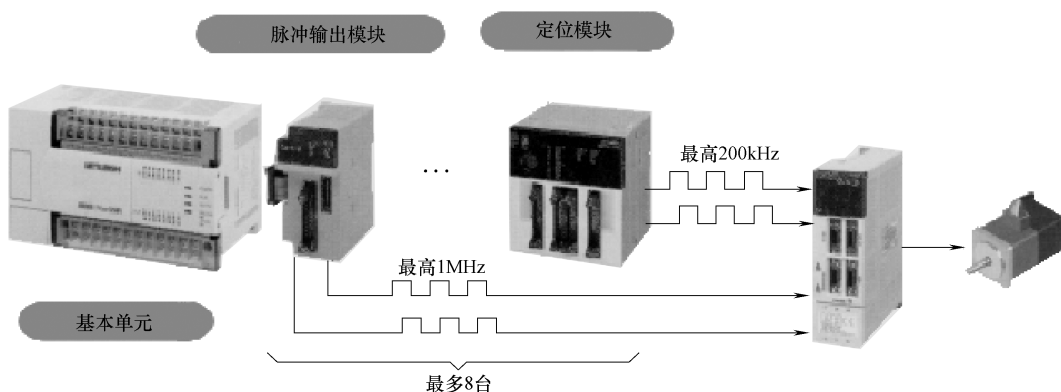 脉冲输出模块
定位模块
最高200kHz
最高1MHz
基本单元
最多8台